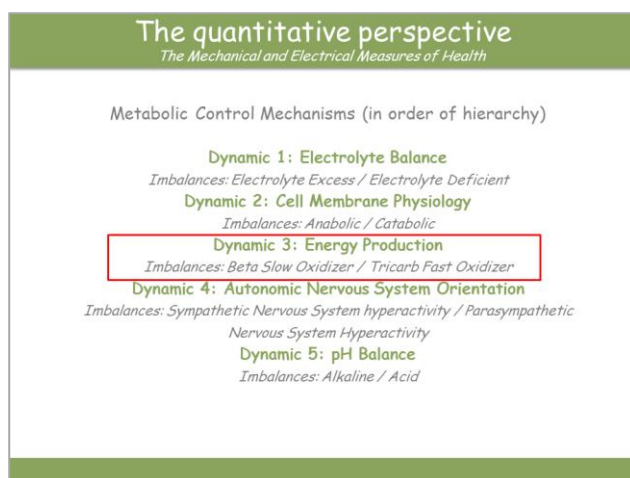 The quantitative perspective
The Mechanical and Electrical Measures of Health
Metabolic Control Mechanisms (in order of hierarchy)
Dynamic 1: Electrolyte Balance
Imbalances: Electrolyte Excess / Electrolyte Deficient
Dynamic 2: Cell Membrane Physiology
Imbalances: Anabolic / Catabolic
Dynamic 3: Energy Production
Imbalances: Beta Slow Oxidizer / Tricarb Fast Oxidizer
Dynamic 4: Autonomic Nervous System Orientation
Imbalances: Sympathetic Nervous System hyperactivity / Parasympathetic
Nervous System Hyperactivity
Dynamic 5: pH Balance
Imbalances: Alkaline / Acid